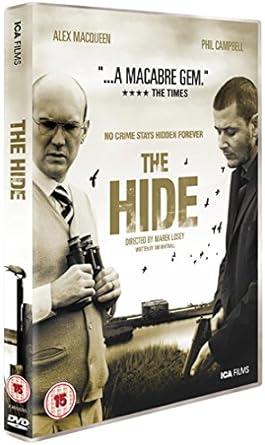 ICA FILMS
THE HIDE
15
DVD
ALEX MACQUEEN
PHIL CAMPBELL
"...A MACABRE GEM."
★★★★ THE TIMES
NO CRIME STAYS HIDDEN FOREVER
THE
HIDE
DIRECTED BY MAREK LOSEY
WRITTEN BY TIM WHITNALL
15
ICA FILMS